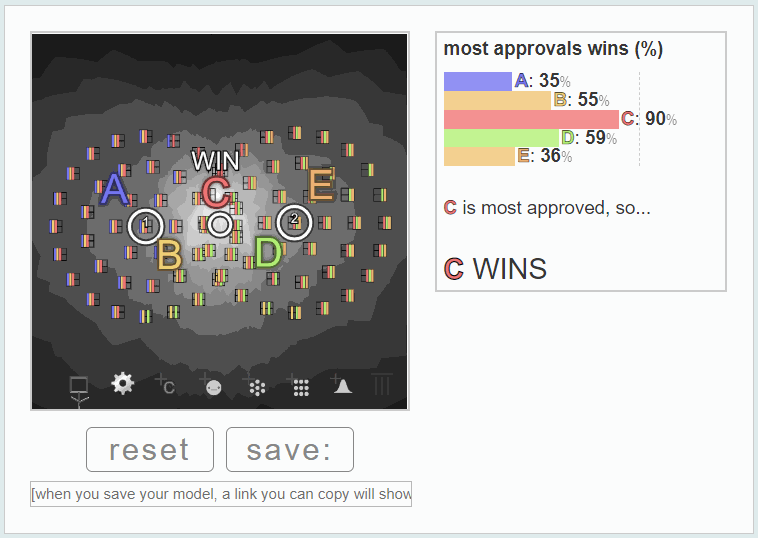 WIN
A
C
E
1
2
B
D
C
reset
save:
[when you save your model, a link you can copy will show
most approvals wins (%)
A: 35%
B: 55%
C: 90%
D: 59%
E: 36%
C is most approved, so...
C WINS